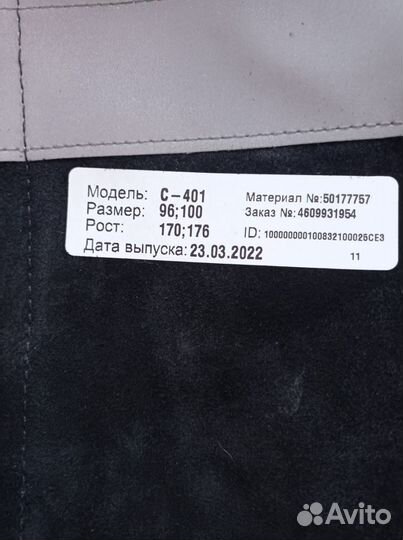 Модель: С-401 Материал №:50177757
Размер: 96;100 Заказ №:4609931954
Рост: 170;176 ID: 100000000100832100026CE3
Дата выпуска: 23.03.2022 11
Avito